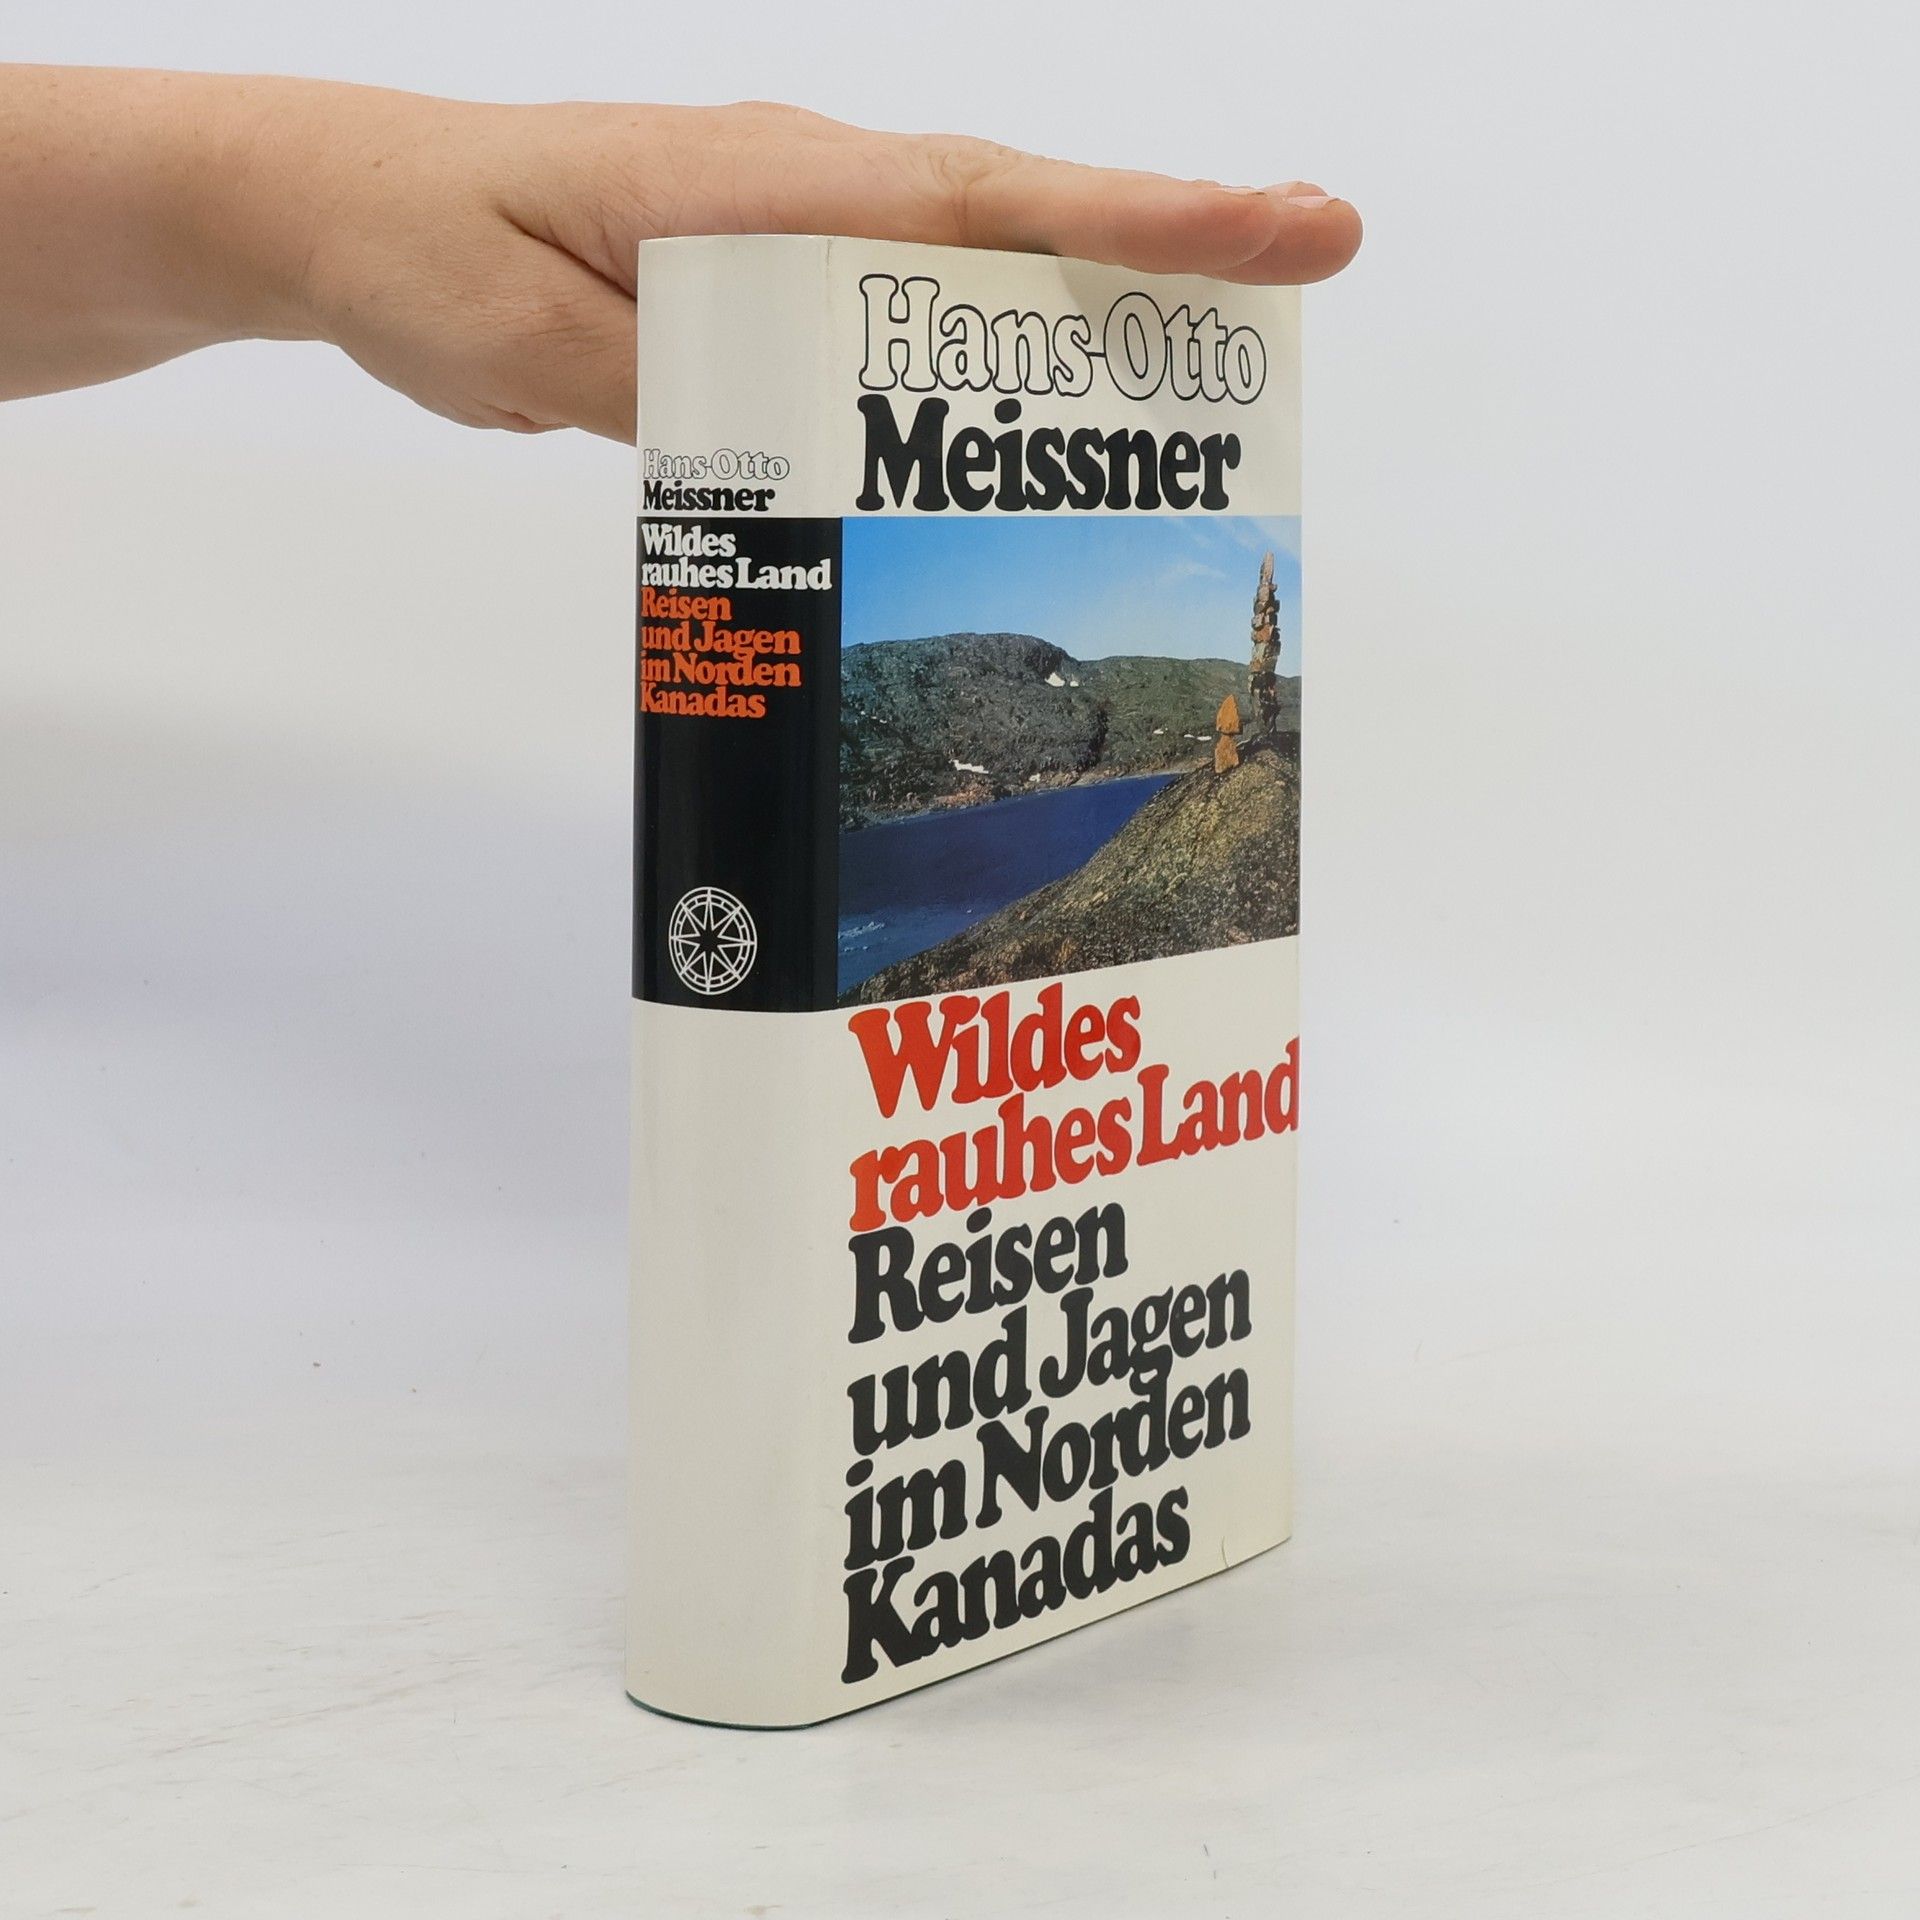 Hans-Otto
Meissner
Wildes
rauhes Land
Reisen
und Jagen
im Norden
Kanadas
Hans-Otto
Meissner
Wildes
rauhes Land
Reisen
und Jagen
im Norden
Kanadas